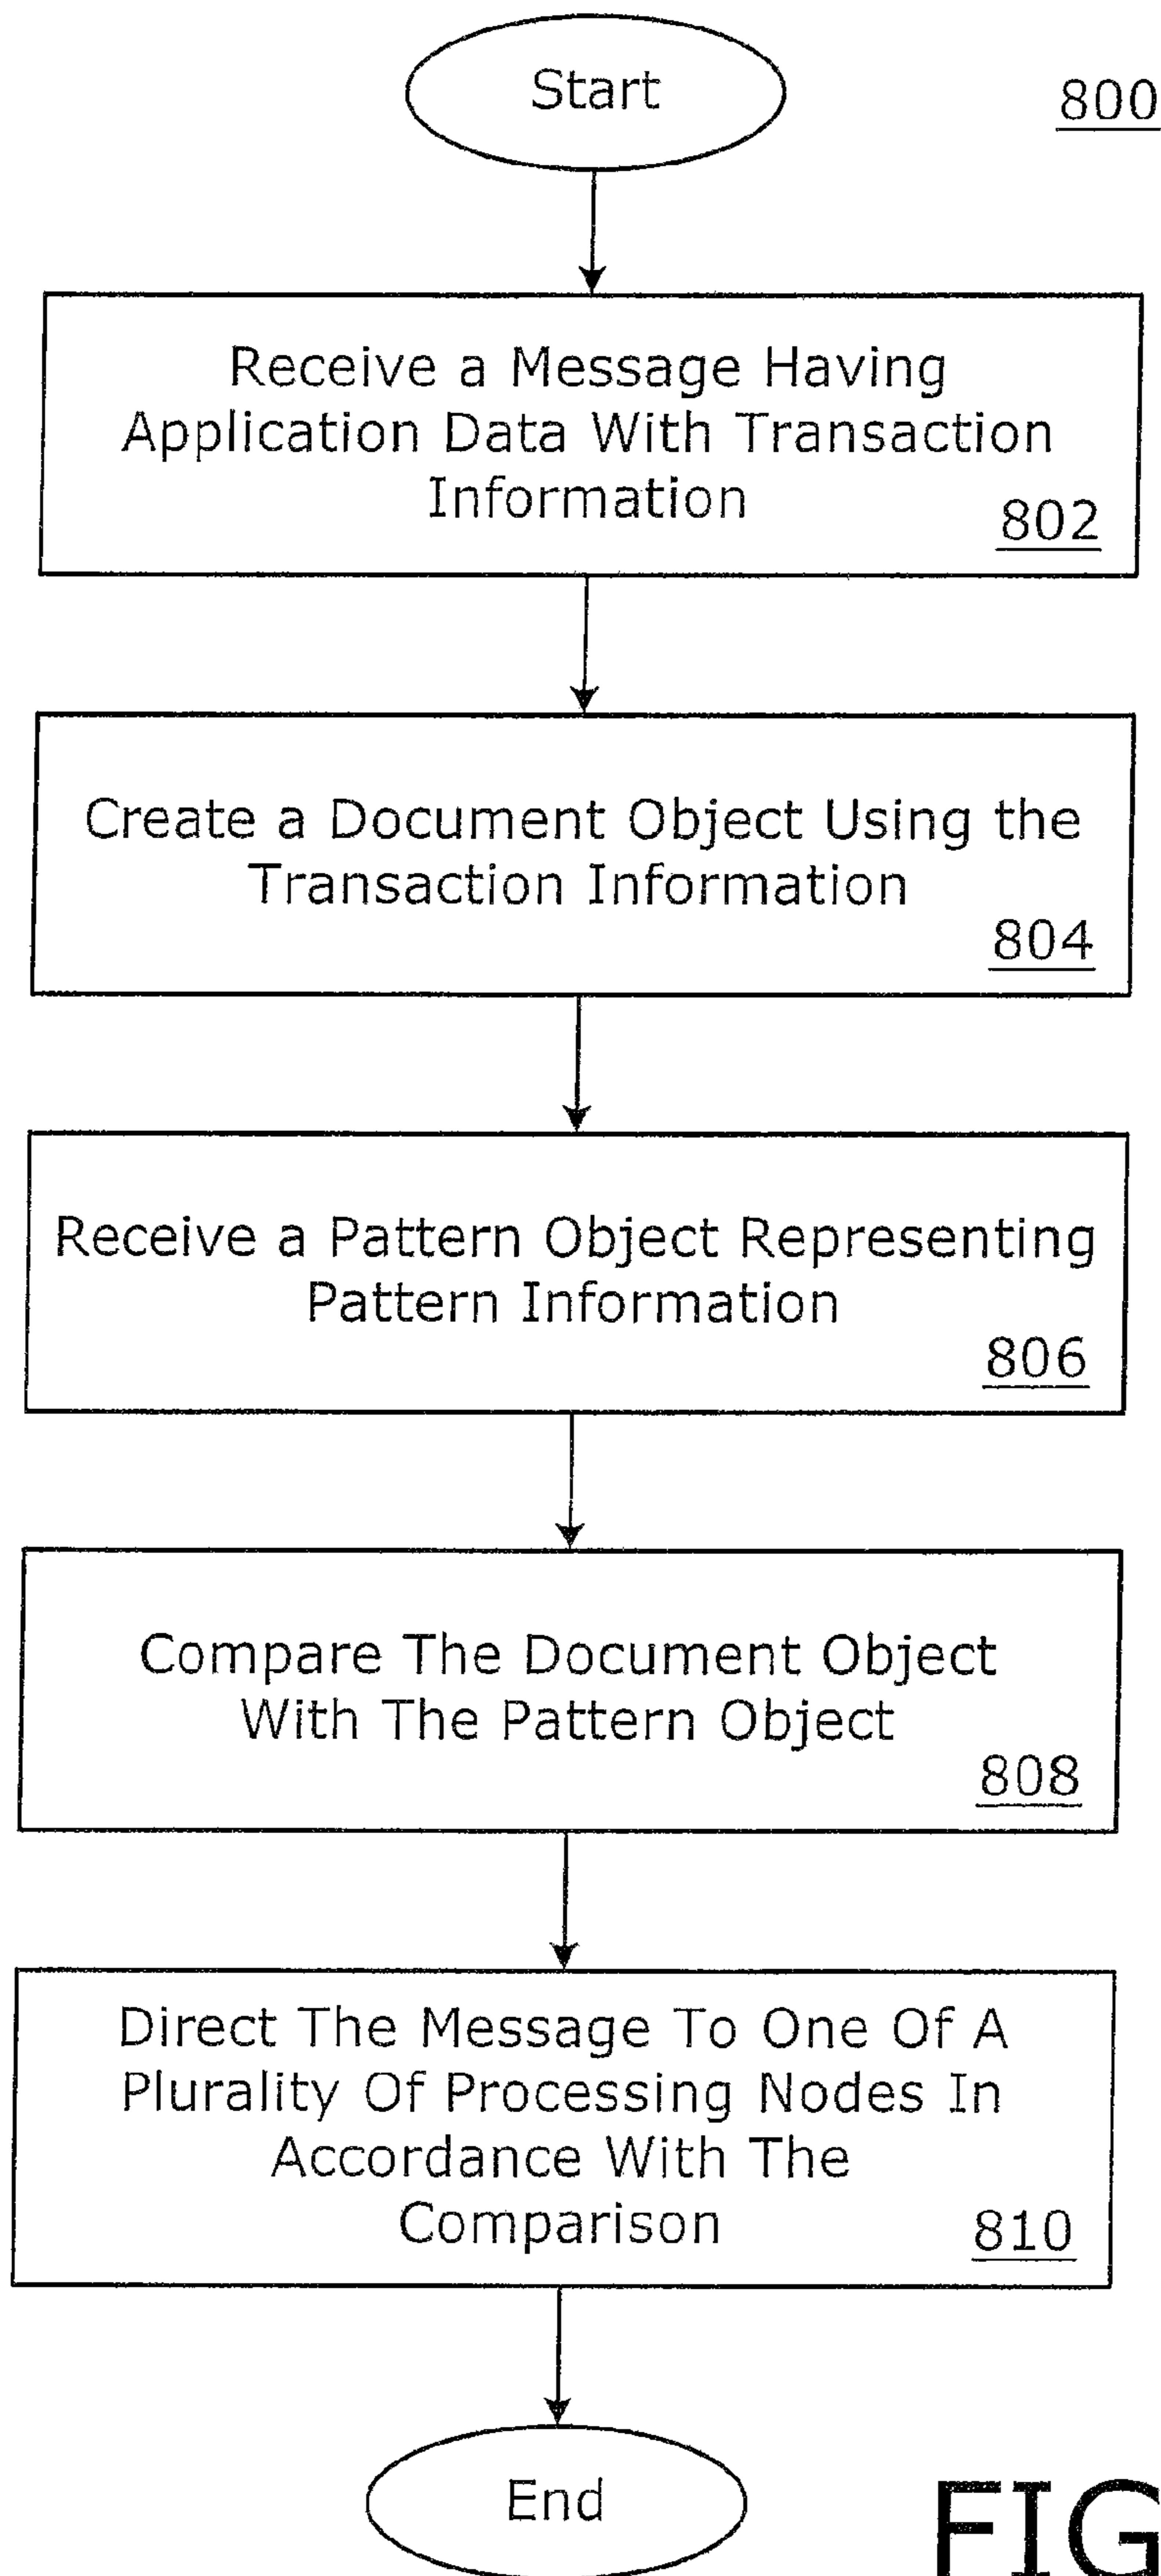 Start
800
Receive a Message Having
Application Data With Transaction
Information
802
Create a Document Object Using the
Transaction Information
804
Receive a Pattern Object Representing
Pattern Information
806
Compare The Document Object
With The Pattern Object
808
Direct The Message To One Of A
Plurality Of Processing Nodes In
Accordance With The
Comparison
810
End
FIG